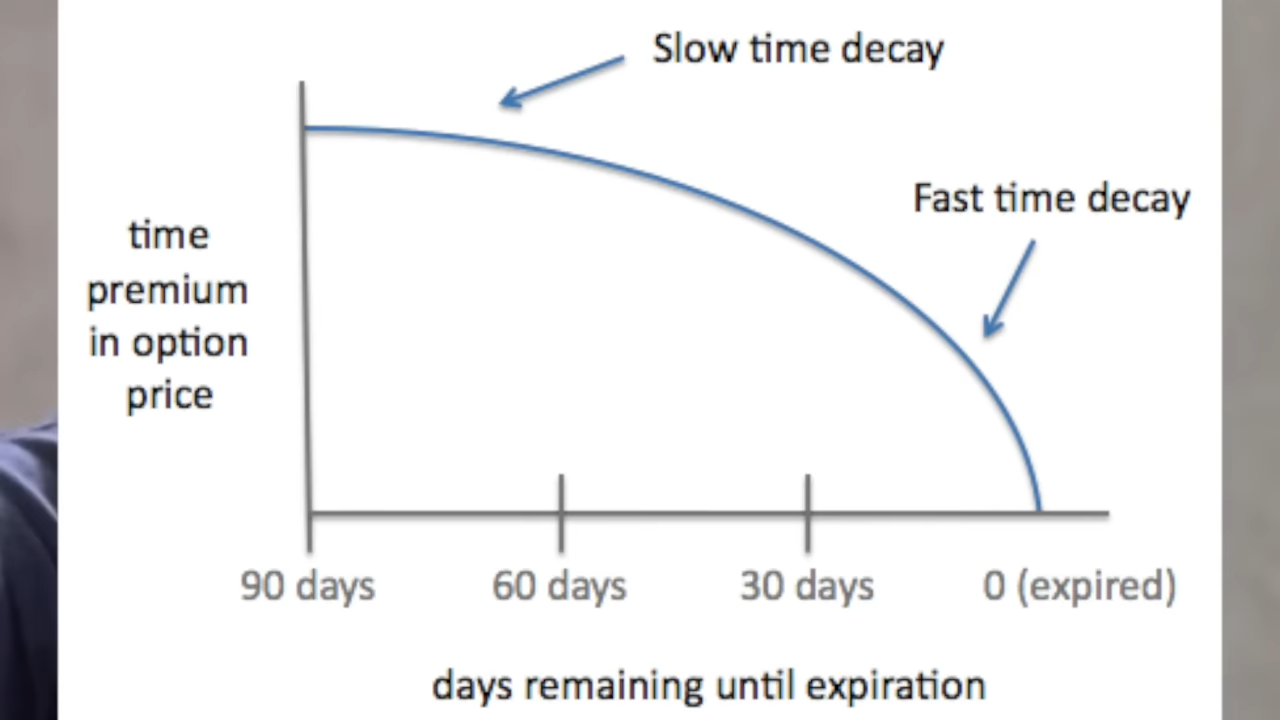 Slow time decay
Fast time decay
time
premium
in option
price
90 days
60 days
30 days
0 (expired)
days remaining until expiration